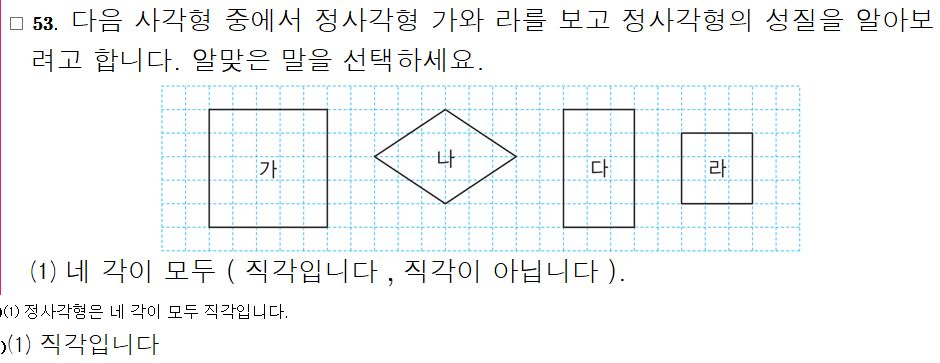 □ 53. 다음 사각형 중에서 정사각형 가와 라를 보고 정사각형의 성질을 알아보
려고 합니다. 알맞은 말을 선택하세요.
가 나 다 라
⑴ 네 각이 모두 ( 직각입니다 , 직각이 아닙니다 ).
)⑴ 정사각형은 네 각이 모두 직각입니다.
)⑴ 직각입니다